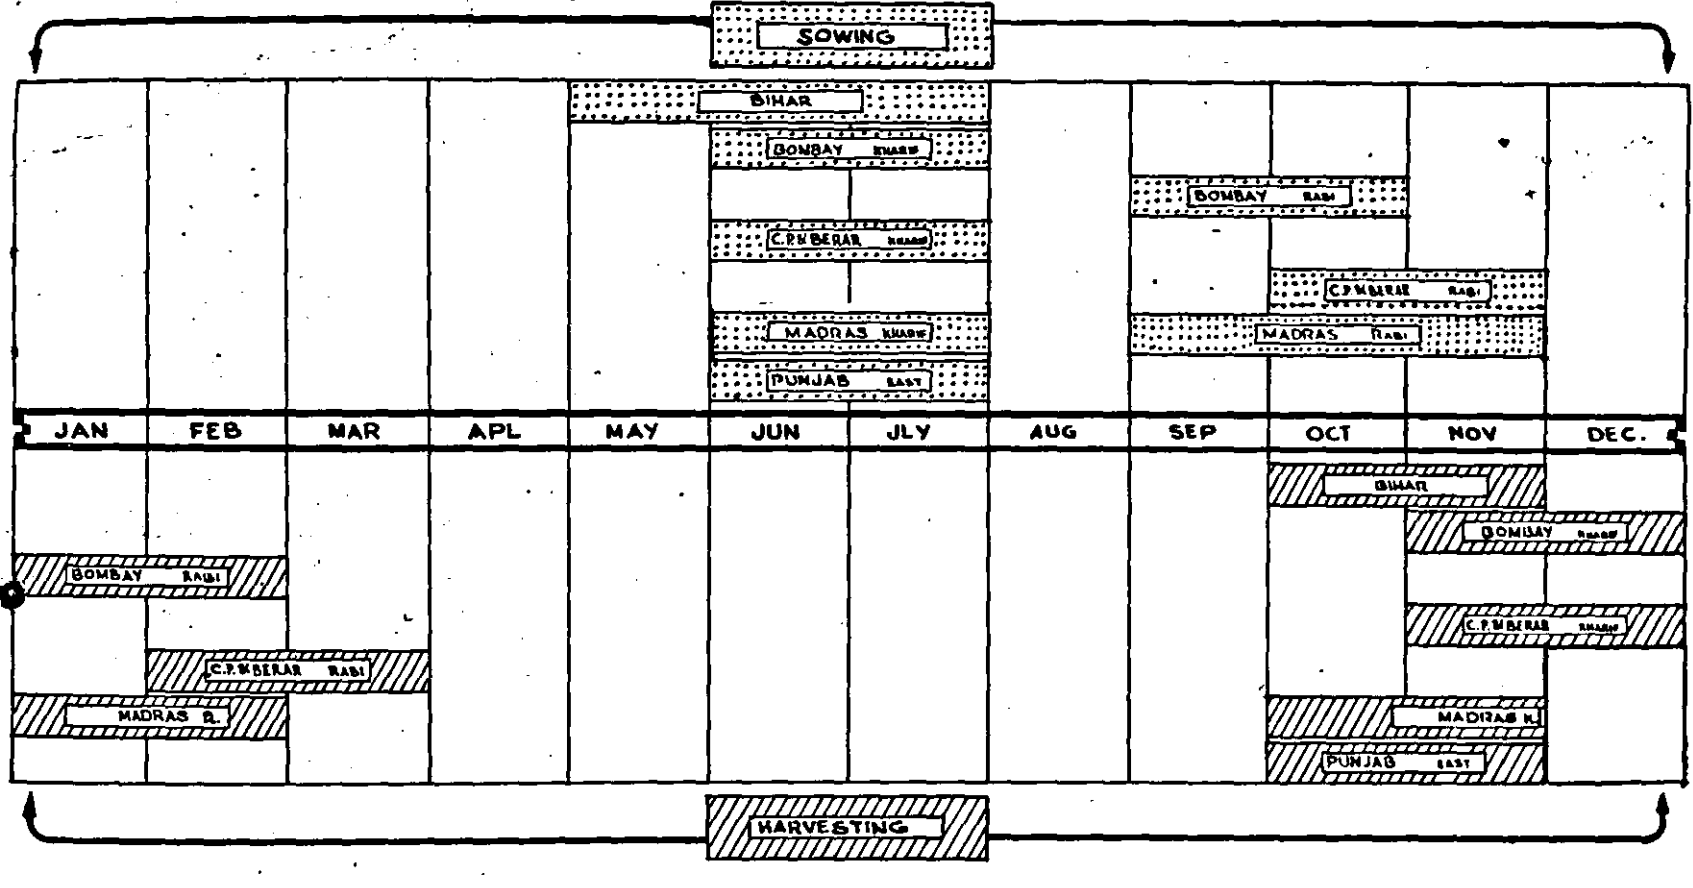 SOWING
BIHAR
BOMBAY KHARIF
BOMBAY RABI
C.P. & BERAR KHARIF
C.P. & BERAR RABI
MADRAS KHARIF
MADRAS RABI
PUNJAB EAST
JAN FEB MAR APL MAY JUN JLY AUG SEP OCT NOV DEC.
BIHAR
BOMBAY KHARIF
BOMBAY RABI
C.P. & BERAR KHARIF
C.P. & BERAR RABI
MADRAS R.
MADRAS K.
PUNJAB EAST
HARVESTING